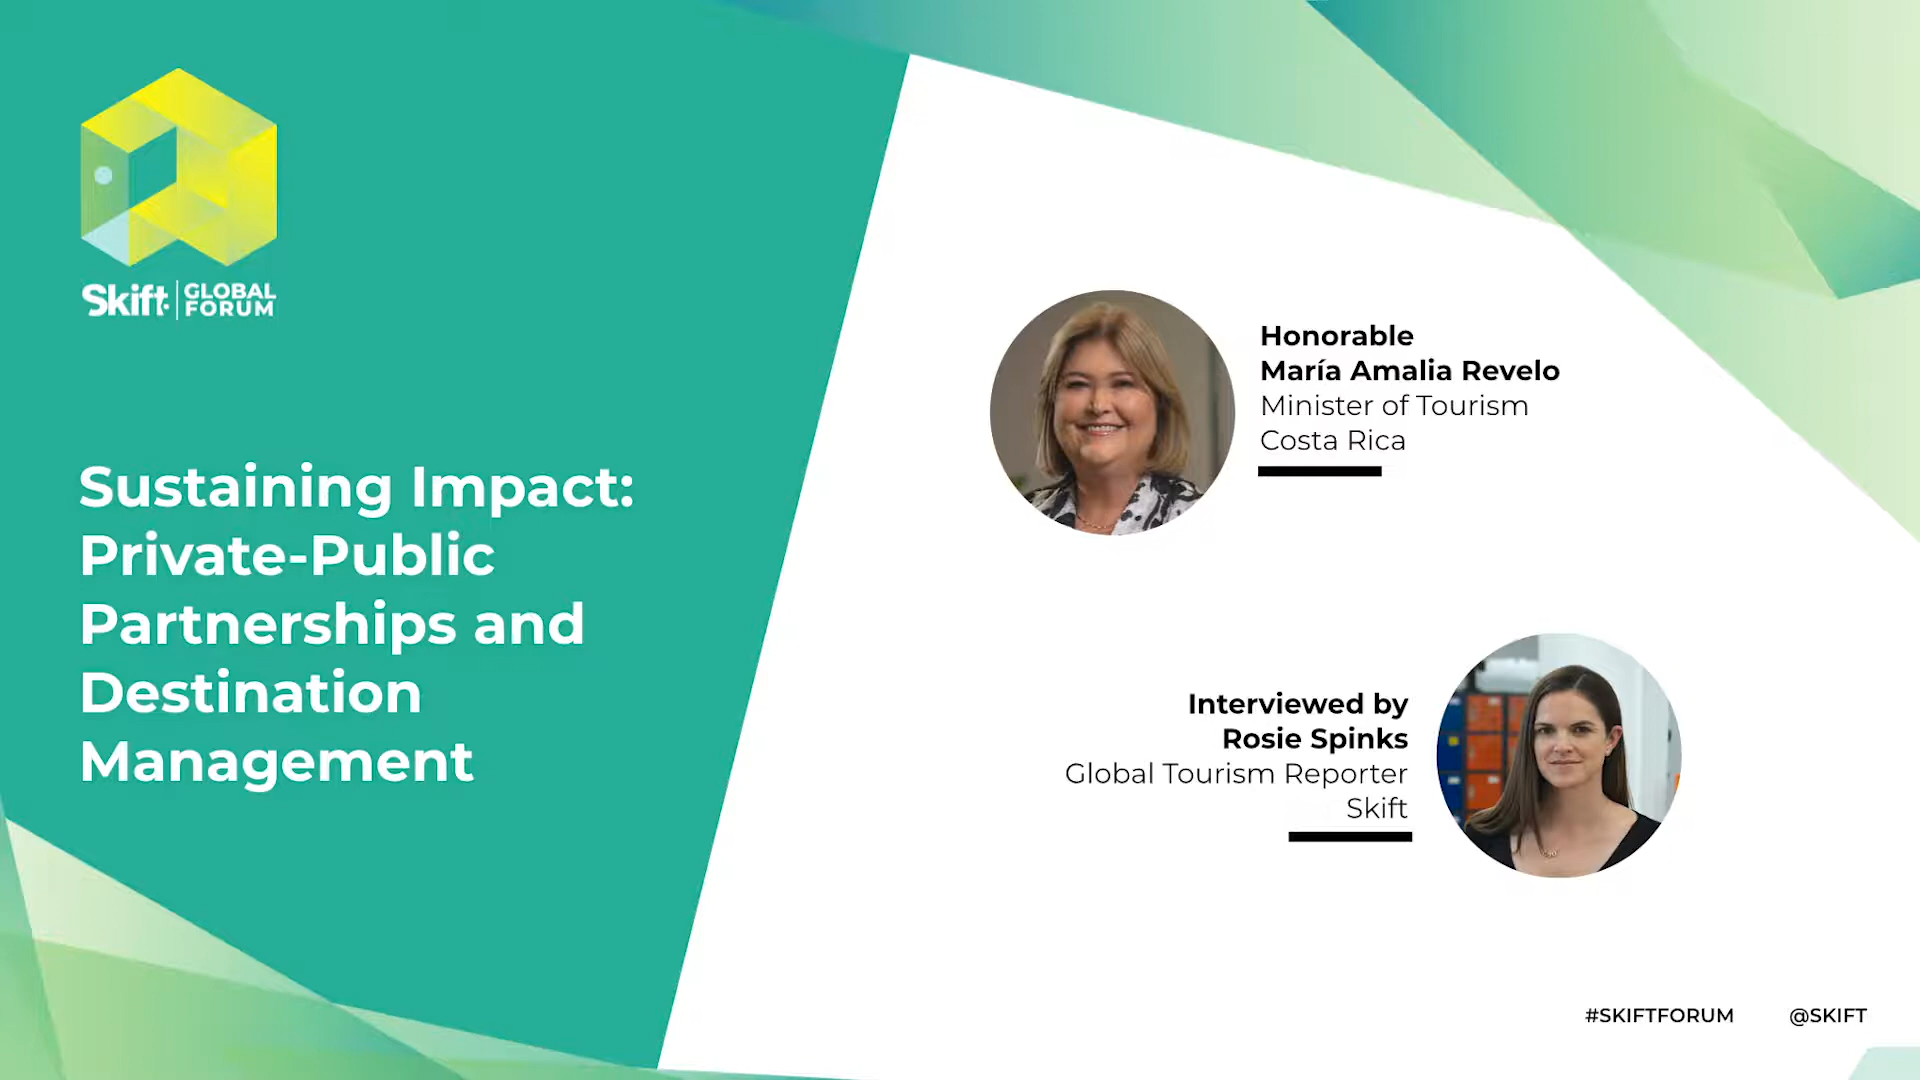 Skift
GLOBAL
FORUM
Sustaining Impact:
Private-Public
Partnerships and
Destination
Management
Honorable
María Amalia Revelo
Minister of Tourism
Costa Rica
Interviewed by
Rosie Spinks
Global Tourism Reporter
Skift
#SKIFTFORUM
@SKIFT